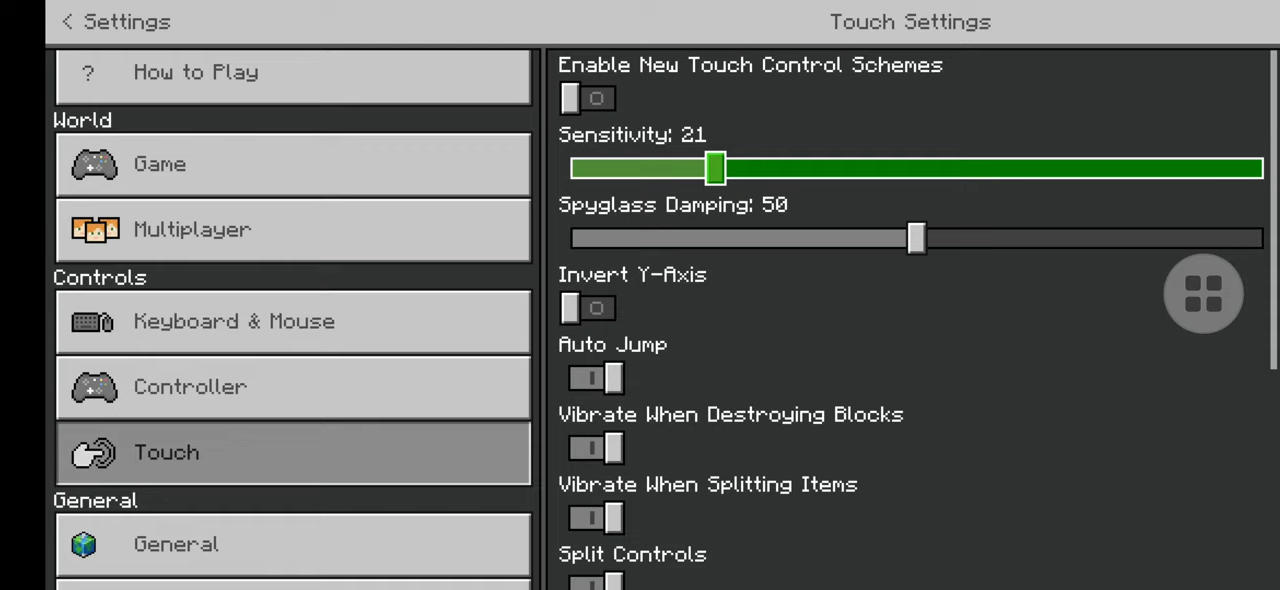 Settings
Touch Settings
? How to Play
World
Game
Multiplayer
Controls
Keyboard & Mouse
Controller
Touch
General
General
Enable New Touch Control Schemes
Sensitivity: 21
Spyglass Damping: 50
Invert Y-Axis
Auto Jump
Vibrate When Destroying Blocks
Vibrate When Splitting Items
Split Controls